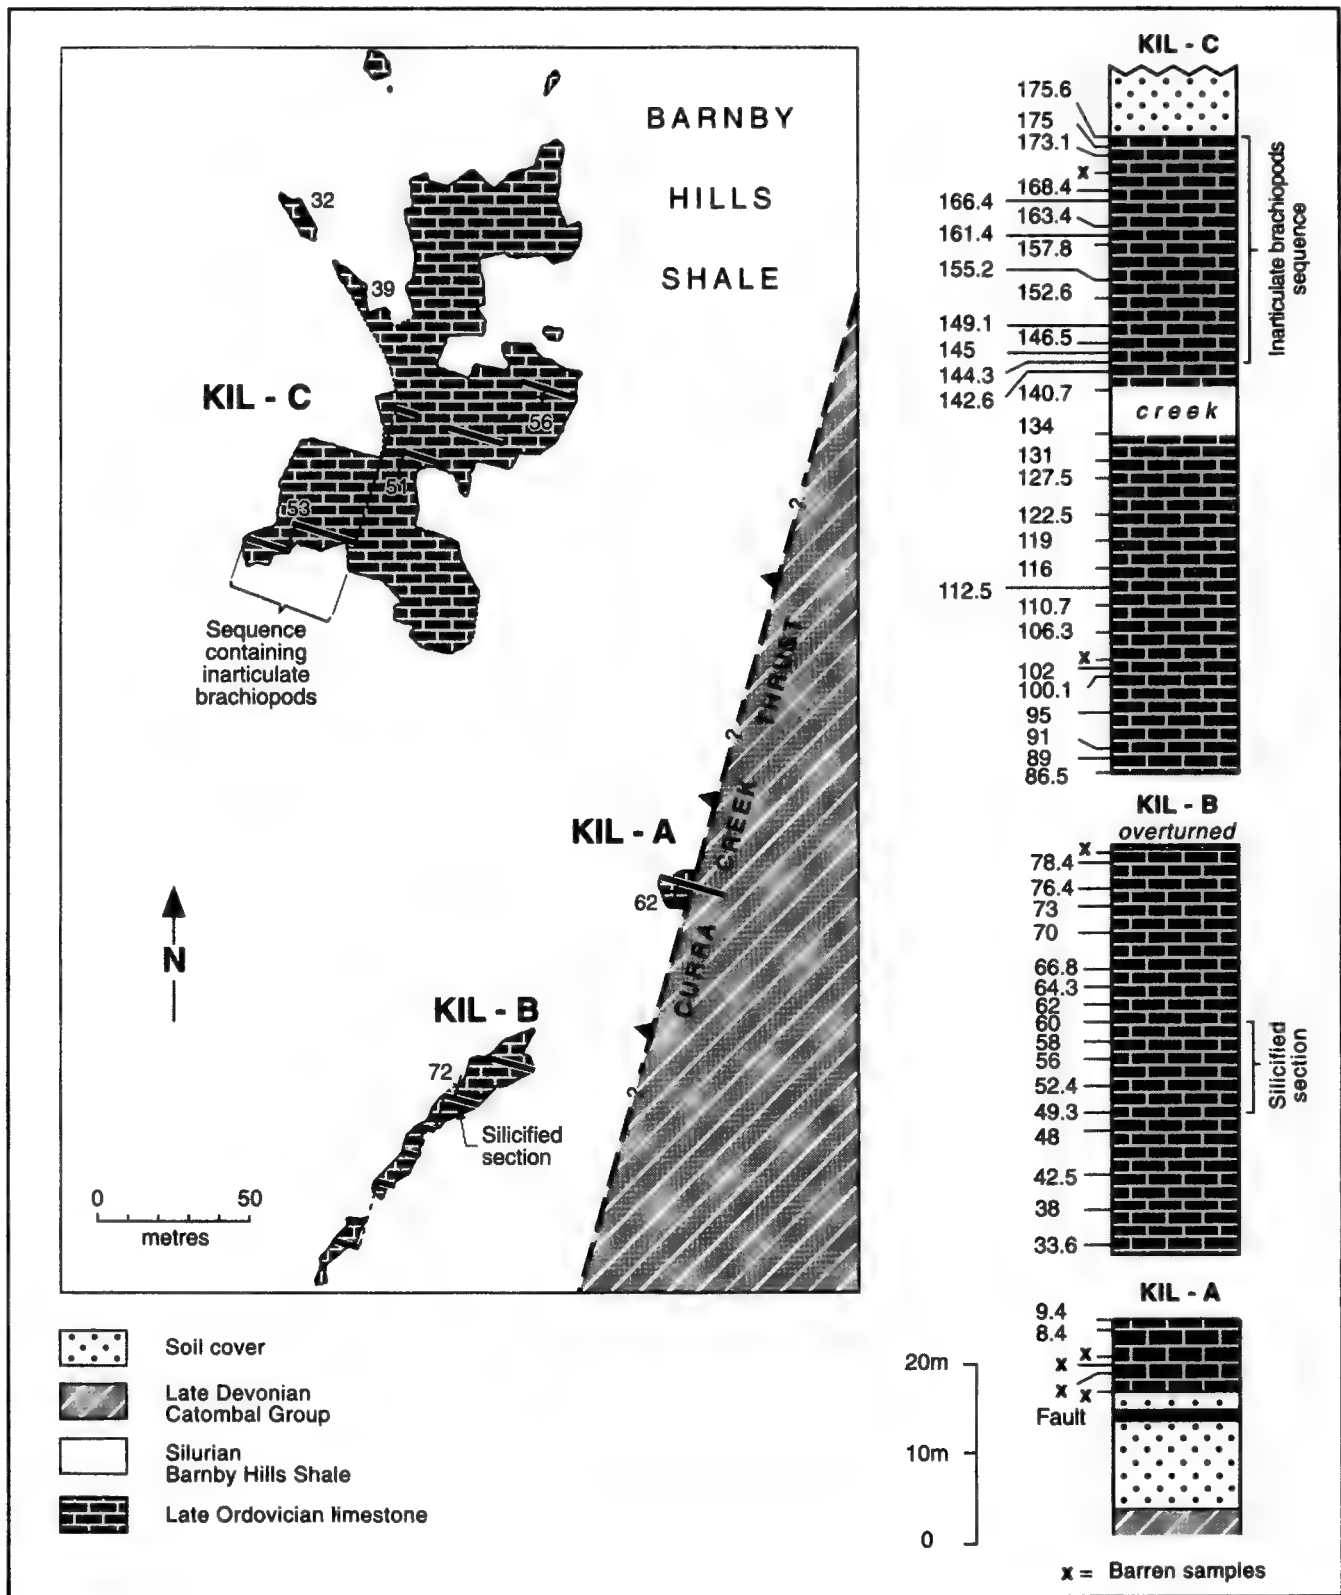 BARNBY
HILLS
SHALE
32
39
KIL - C
56
51
53
Sequence
containing
inarticulate
brachiopods
?
?
CURRA CREEK THRUST
KIL - A
62
N
KIL - B
72
?
Silicified
section
0 50
metres
Soil cover
Late Devonian
Catombal Group
Silurian
Barnby Hills Shale
Late Ordovician limestone
KIL - C
175.6
175
173.1
x
168.4
166.4
163.4
161.4
157.8
155.2
152.6
149.1
146.5
145
144.3
140.7
142.6
creek
134
131
127.5
122.5
119
116
112.5
110.7
106.3
x
102
100.1
95
91
89
86.5
Inarticulate brachiopods
sequence
KIL - B
overturned
x
78.4
76.4
73
70
66.8
64.3
62
60
58
56
52.4
49.3
48
42.5
38
33.6
Silicified
section
KIL - A
9.4
8.4
x
x
x x
Fault
20m
10m
0
x = Barren samples